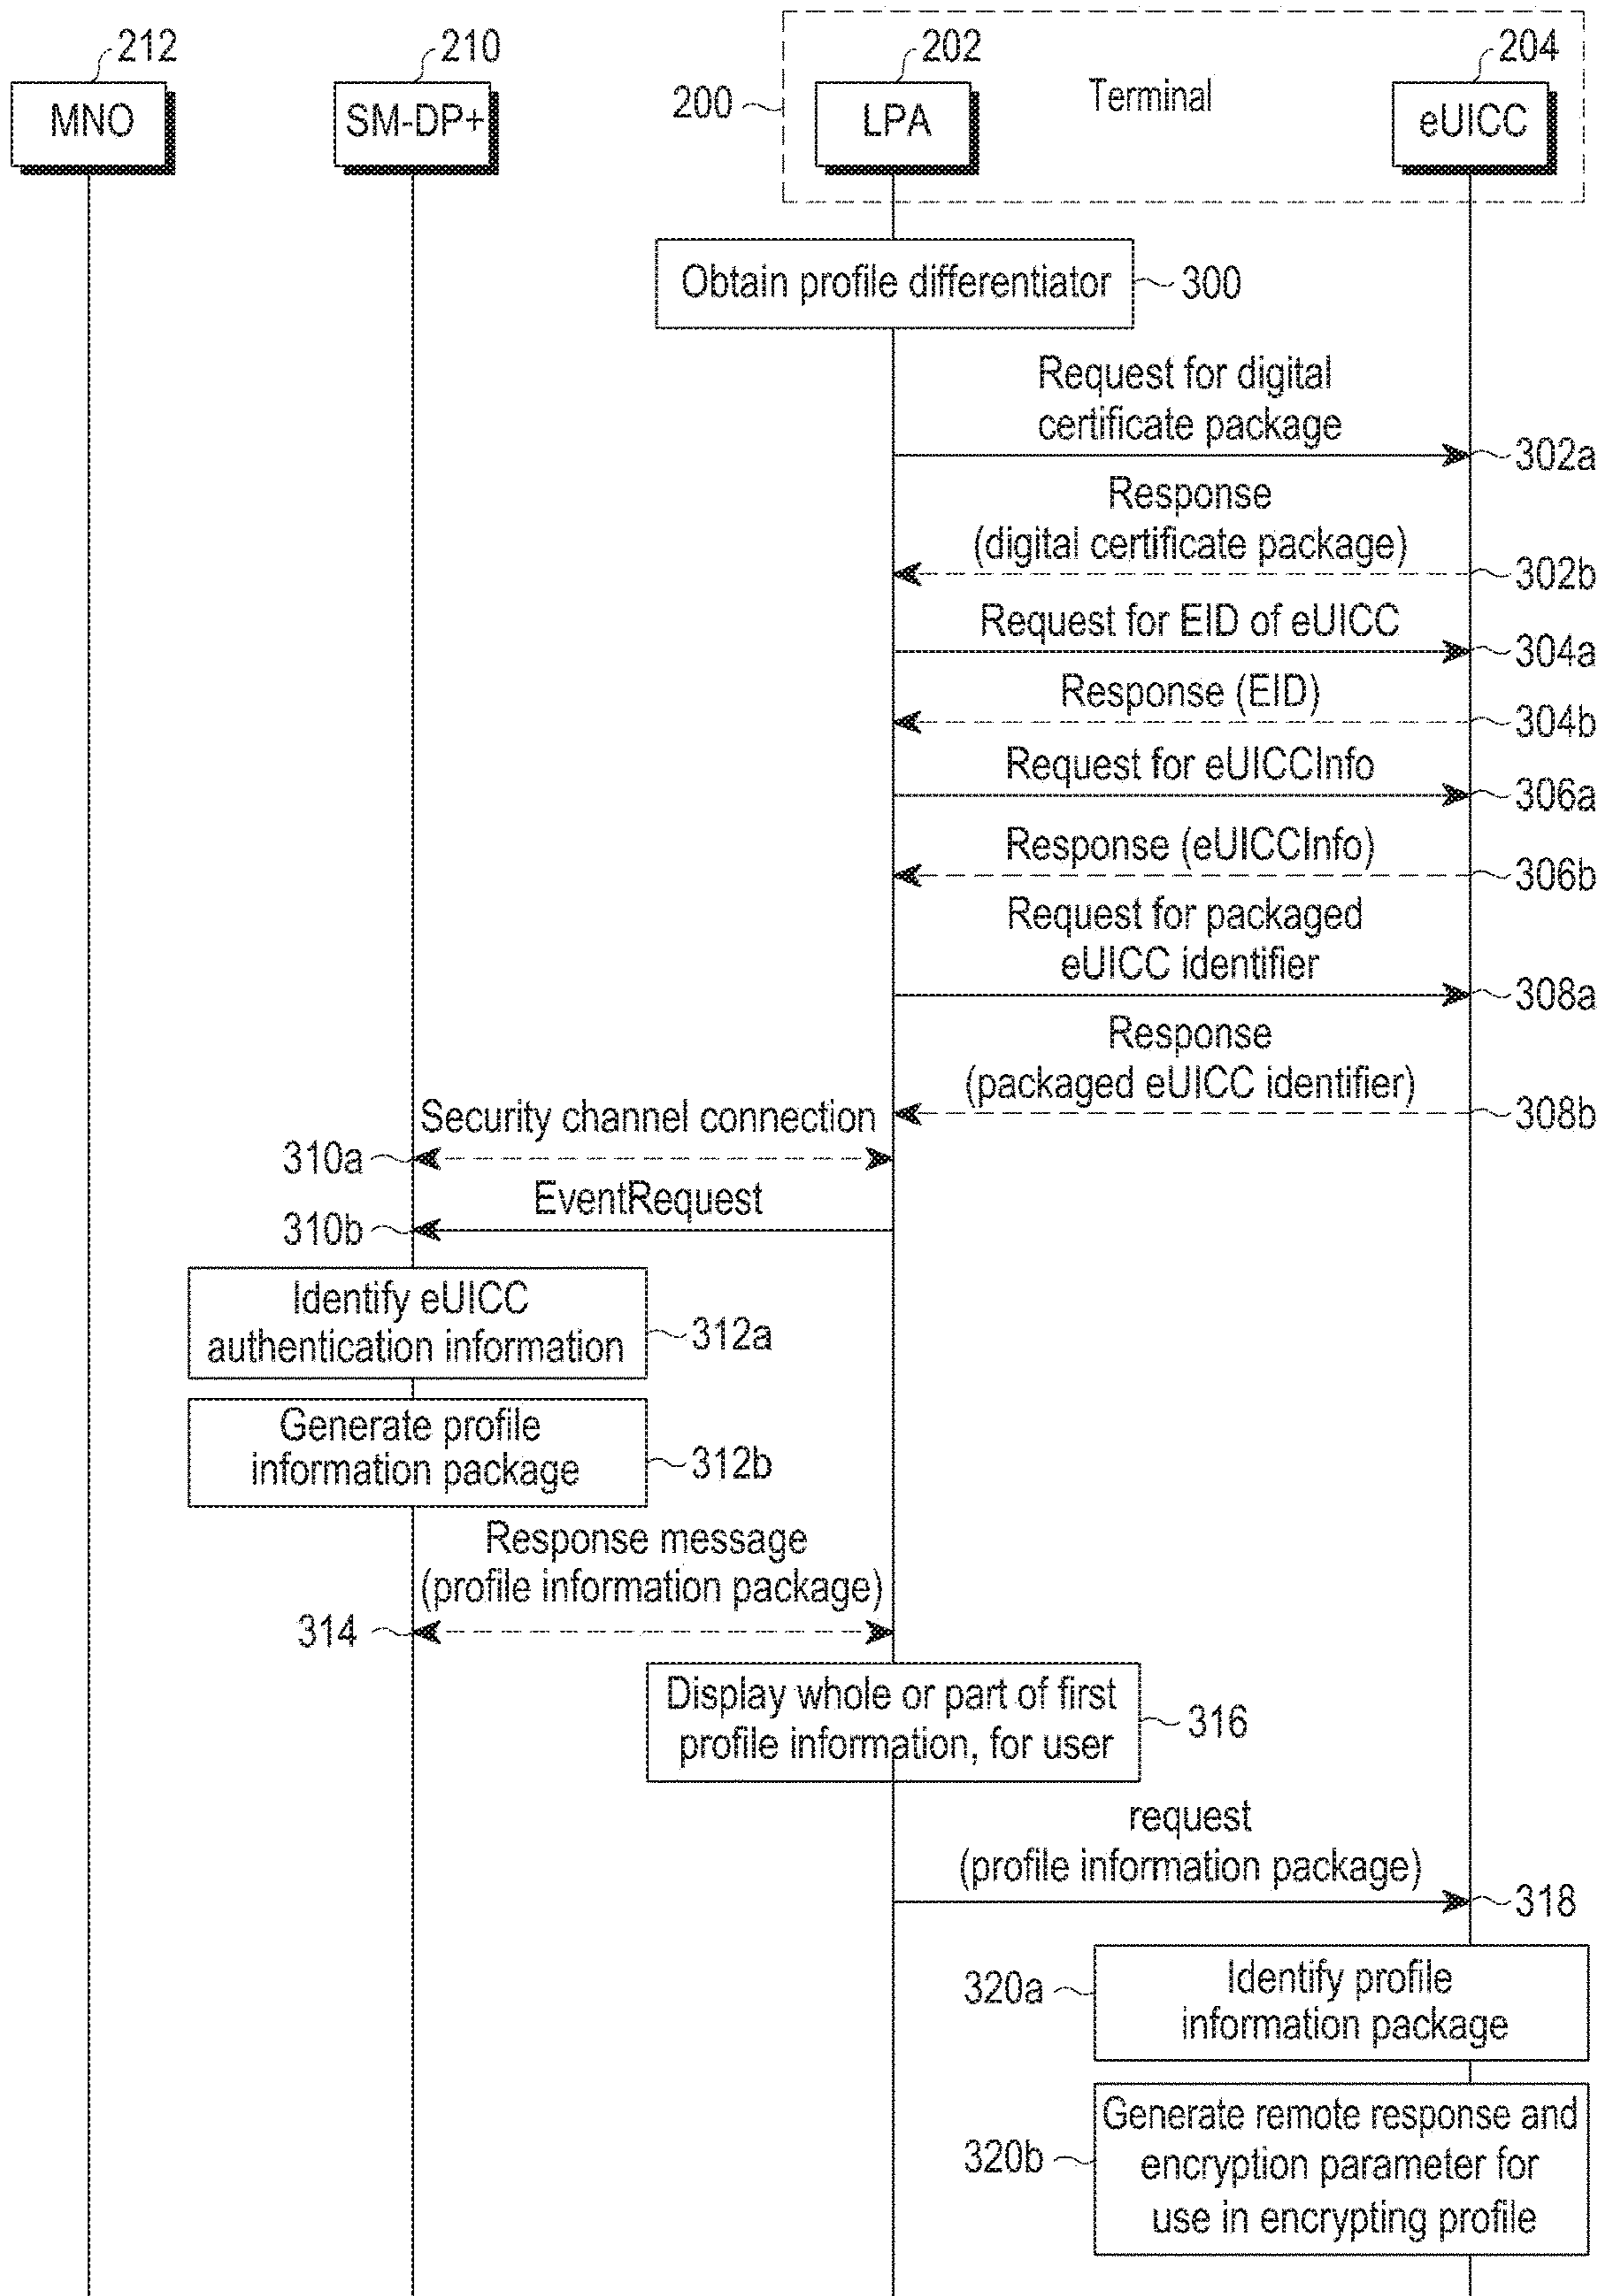 212
210
202
204
200
Terminal
MNO
SM-DP+
LPA
eUICC
Obtain profile differentiator
300
Request for digital
certificate package
302a
Response
(digital certificate package)
302b
Request for EID of eUICC
304a
Response (EID)
304b
Request for eUICCInfo
306a
Response (eUICCInfo)
306b
Request for packaged
eUICC identifier
308a
Response
(packaged eUICC identifier)
308b
Security channel connection
310a
EventRequest
310b
Identify eUICC
authentication information
312a
Generate profile
information package
312b
Response message
(profile information package)
314
Display whole or part of first
profile information, for user
316
request
(profile information package)
318
320a
Identify profile
information package
320b
Generate remote response and
encryption parameter for
use in encrypting profile